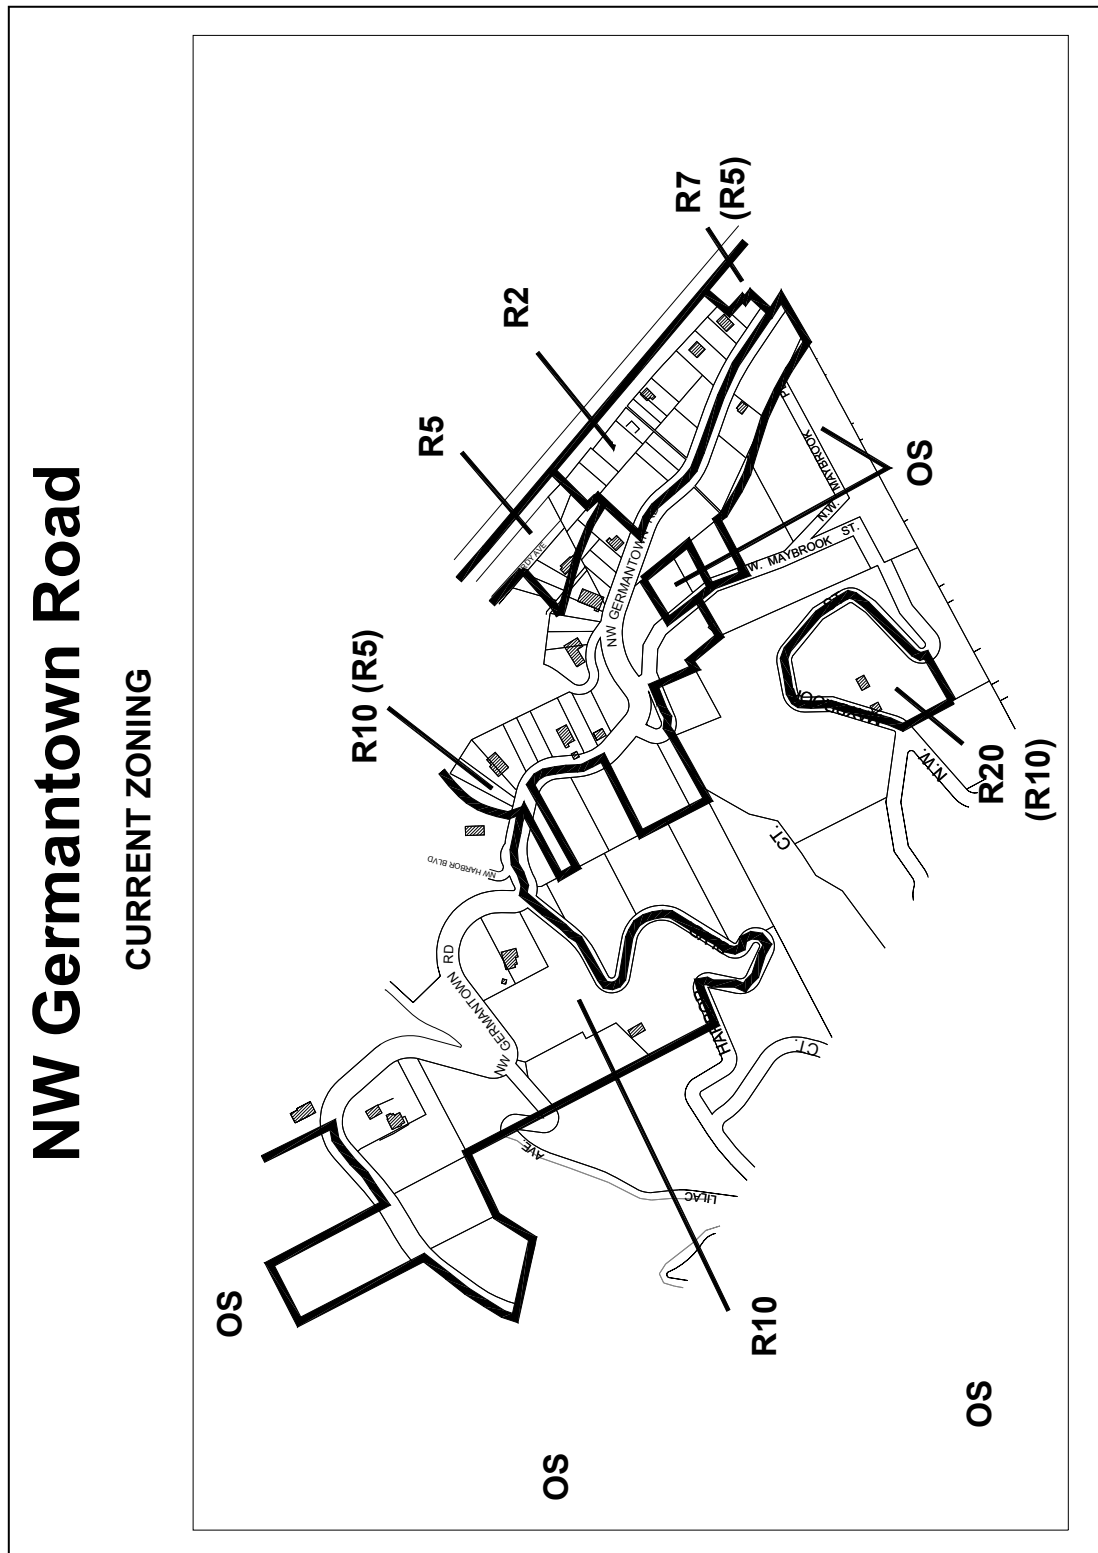 NW Germantown Road
CURRENT ZONING
OS
OS
OS
R10
R10 (R5)
R5
R2
R7
(R5)
OS
R20
(R10)
NW GERMANTOWN
RD
NW GERMANTOWN
NW HARBOR BLVD
LILAC
AVE.
CT.
CT.
W. MAYBROOK ST.
N.W. MAYBROOK
N.W.